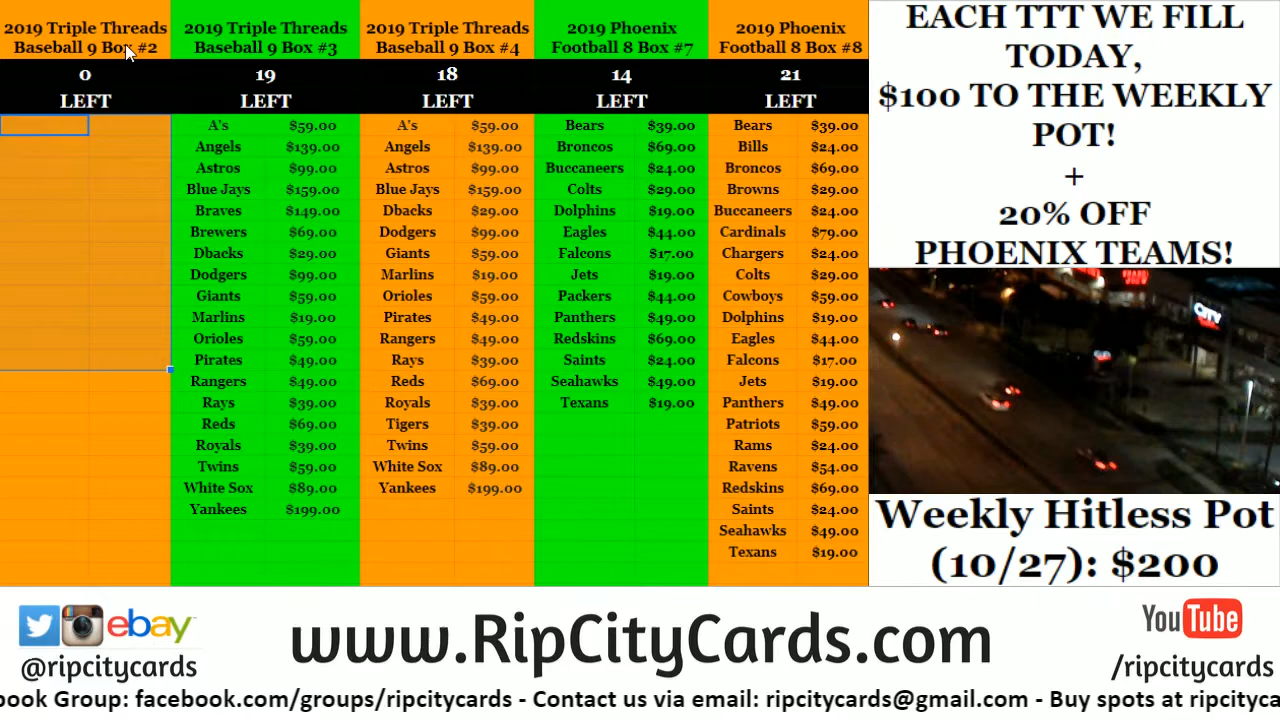 2019 Triple Threads
Baseball 9 Box #2
0
LEFT
2019 Triple Threads
Baseball 9 Box #3
19
LEFT
A's $59.00
Angels $139.00
Astros $99.00
Blue Jays $159.00
Braves $149.00
Brewers $69.00
Dbacks $29.00
Dodgers $99.00
Giants $59.00
Marlins $19.00
Orioles $59.00
Pirates $49.00
Rangers $49.00
Rays $39.00
Reds $69.00
Royals $39.00
Twins $59.00
White Sox $89.00
Yankees $199.00
2019 Triple Threads
Baseball 9 Box #4
18
LEFT
A's $59.00
Angels $139.00
Astros $99.00
Blue Jays $159.00
Dbacks $29.00
Dodgers $99.00
Giants $59.00
Marlins $19.00
Orioles $59.00
Pirates $49.00
Rangers $49.00
Rays $39.00
Reds $69.00
Royals $39.00
Tigers $39.00
Twins $59.00
White Sox $89.00
Yankees $199.00
2019 Phoenix
Football 8 Box #7
14
LEFT
Bears $39.00
Broncos $69.00
Buccaneers $24.00
Colts $29.00
Dolphins $19.00
Eagles $44.00
Falcons $17.00
Jets $19.00
Packers $44.00
Panthers $49.00
Redskins $69.00
Saints $24.00
Seahawks $49.00
Texans $19.00
2019 Phoenix
Football 8 Box #8
21
LEFT
Bears $39.00
Bills $24.00
Broncos $69.00
Browns $29.00
Buccaneers $24.00
Cardinals $79.00
Chargers $24.00
Colts $29.00
Cowboys $59.00
Dolphins $19.00
Eagles $44.00
Falcons $17.00
Jets $19.00
Panthers $49.00
Patriots $59.00
Rams $24.00
Ravens $54.00
Redskins $69.00
Saints $24.00
Seahawks $49.00
Texans $19.00
EACH TTT WE FILL
TODAY,
$100 TO THE WEEKLY
POT!
+
20% OFF
PHOENIX TEAMS!
CITY
Weekly Hitless Pot
(10/27): $200
ebay
@ripcitycards
www.RipCityCards.com
YouTube
/ripcitycards
book Group: facebook.com/groups/ripcitycards - Contact us via email: ripcitycards@gmail.com - Buy spots at ripcityca